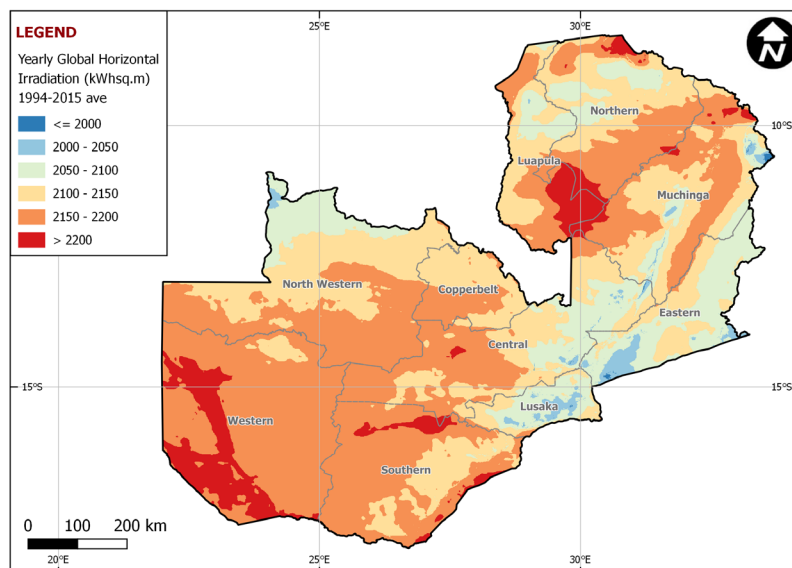 LEGEND
Yearly Global Horizontal
Irradiation (kWhsq.m)
1994-2015 ave
<= 2000
2000 - 2050
2050 - 2100
2100 - 2150
2150 - 2200
> 2200
25°E
30°E
N
10°S
Northern
Luapula
Muchinga
North Western
Copperbelt
Eastern
Central
15°S
15°S
Lusaka
Western
Southern
0 100 200 km
20°E
25°E
30°E